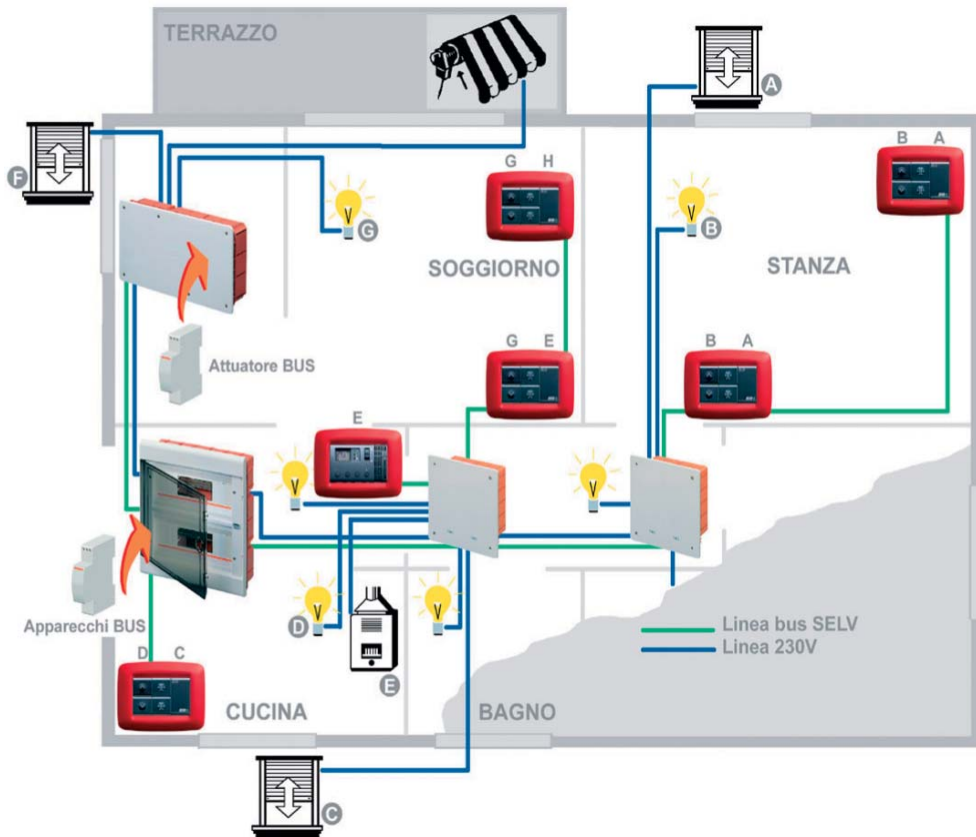 TERRAZZO
A
F
G H
B A
G
B
SOGGIORNO
STANZA
Attuatore BUS
G E
B A
E
Apparecchi BUS
D
Linea bus SELV
Linea 230V
D C
E
CUCINA
BAGNO
C